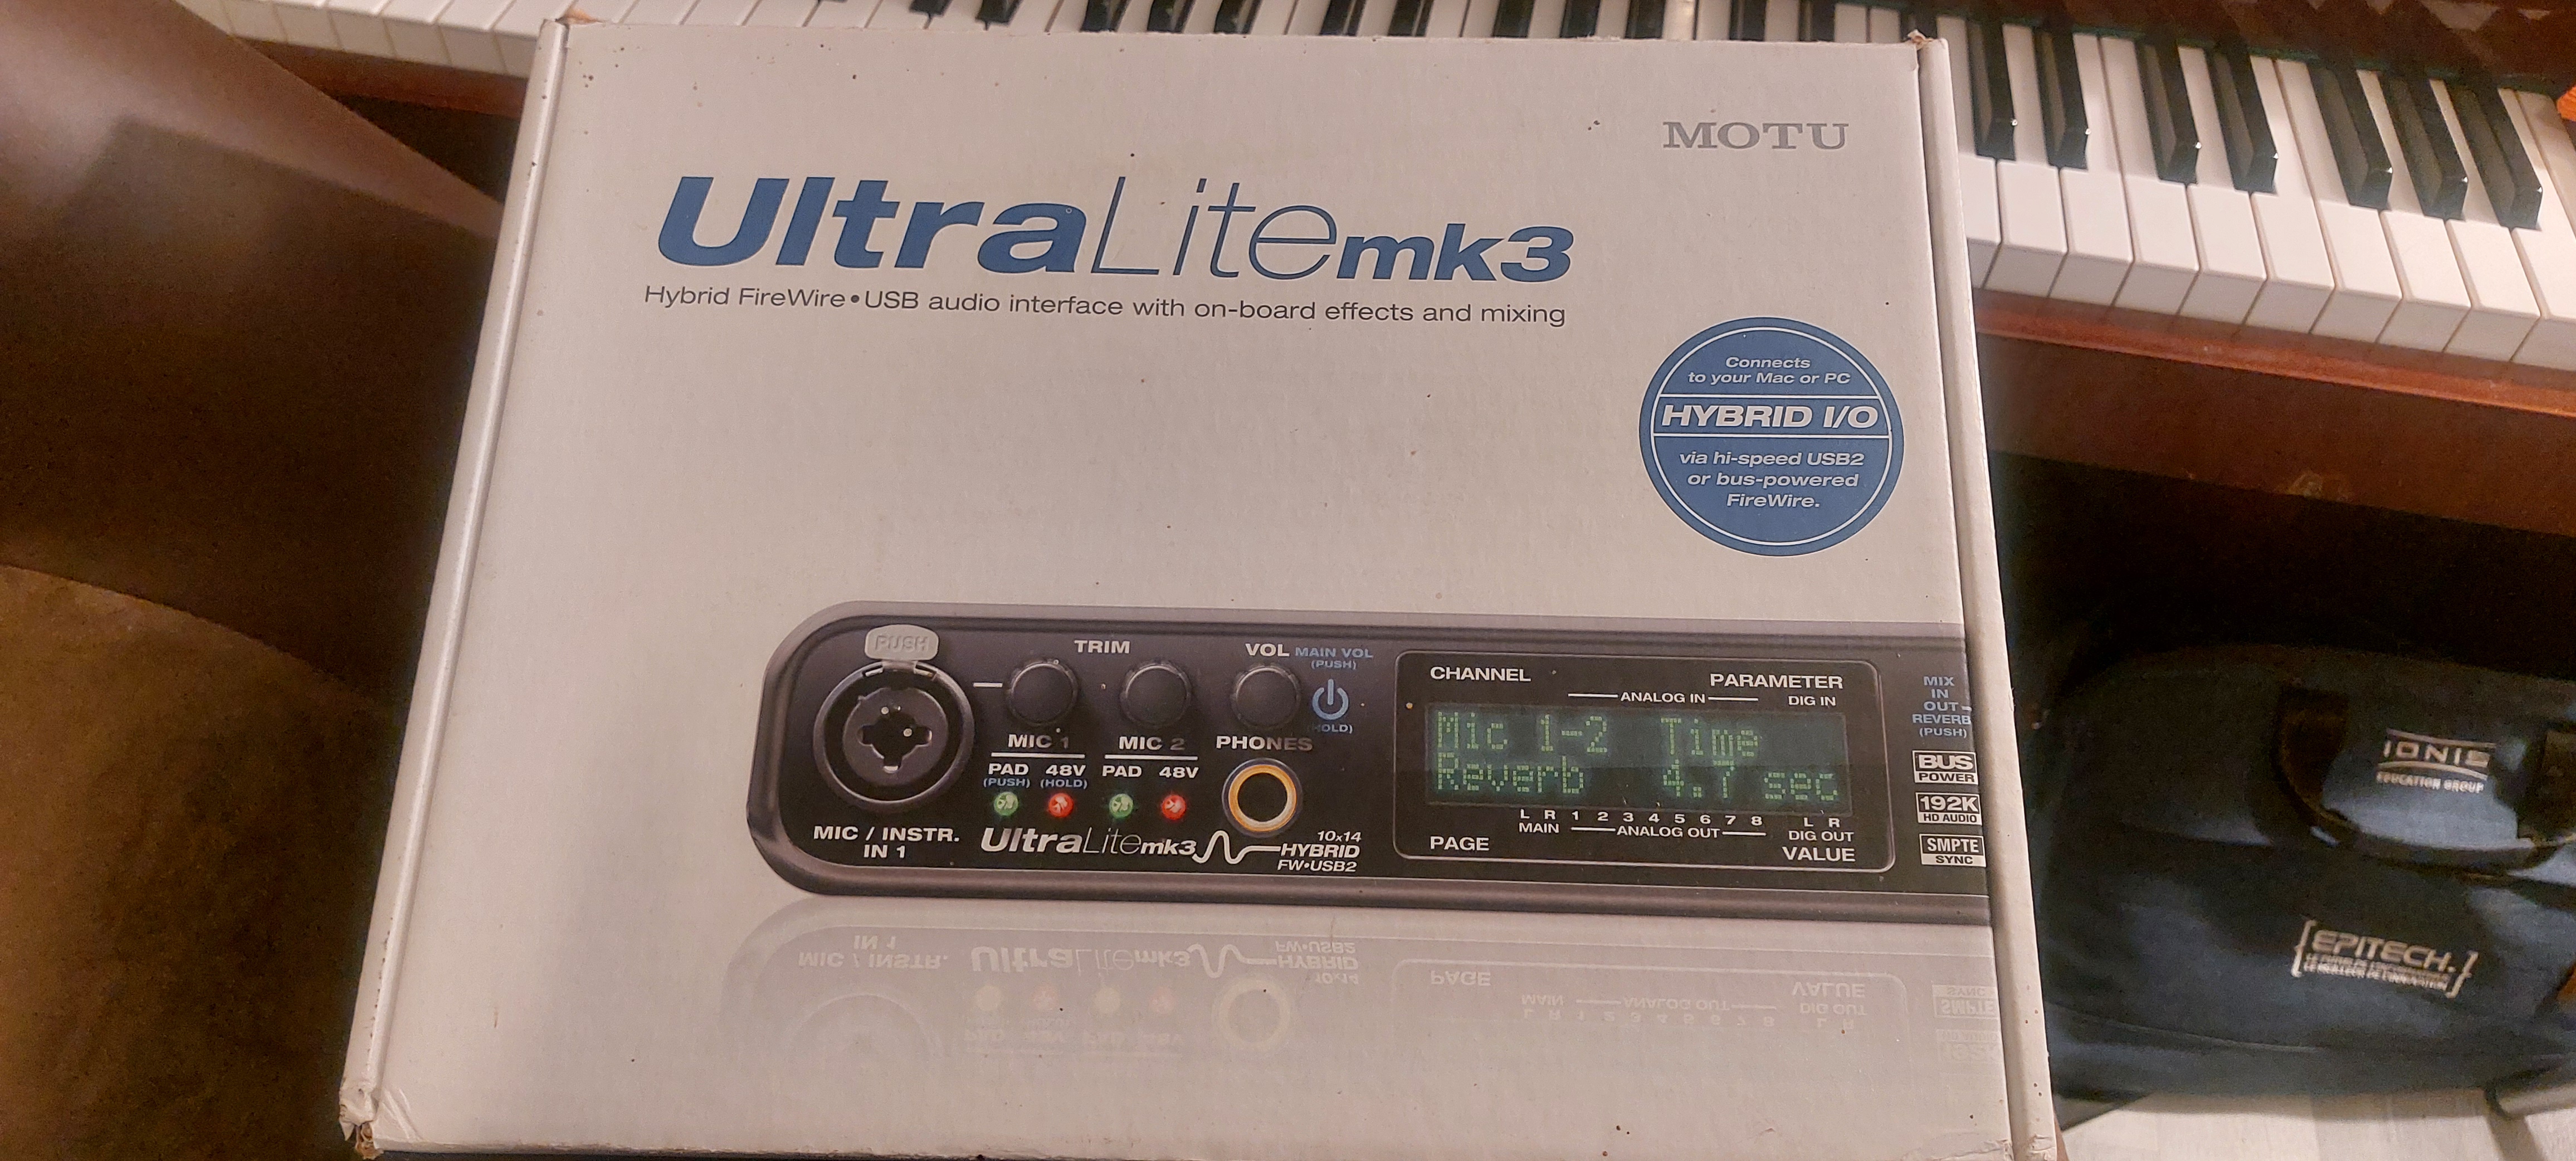 MOTU
UltraLitemk3
Hybrid FireWire•USB audio interface with on-board effects and mixing
Connects
to your Mac or PC
HYBRID I/O
via hi-speed USB2
or bus-powered
FireWire.
PUSH
TRIM
VOL MAIN VOL
(PUSH)
CHANNEL PARAMETER
ANALOG IN DIG IN
MIX
IN
OUT
REVERB
(PUSH)
Mic 1-2 Time
Reverb 4.7 sec
MIC 1 MIC 2 PHONES
PAD 48V PAD 48V
(PUSH) (HOLD)
BUS
POWER
192K
HD AUDIO
SMPTE
SYNC
L R 1 2 3 4 5 6 7 8 L R
MAIN ANALOG OUT DIG OUT
PAGE VALUE
MIC / INSTR.
IN 1
UltraLitemk3
10x14
HYBRID
FW•USB2
IONIS
EDUCATION GROUP
[EPITECH.]